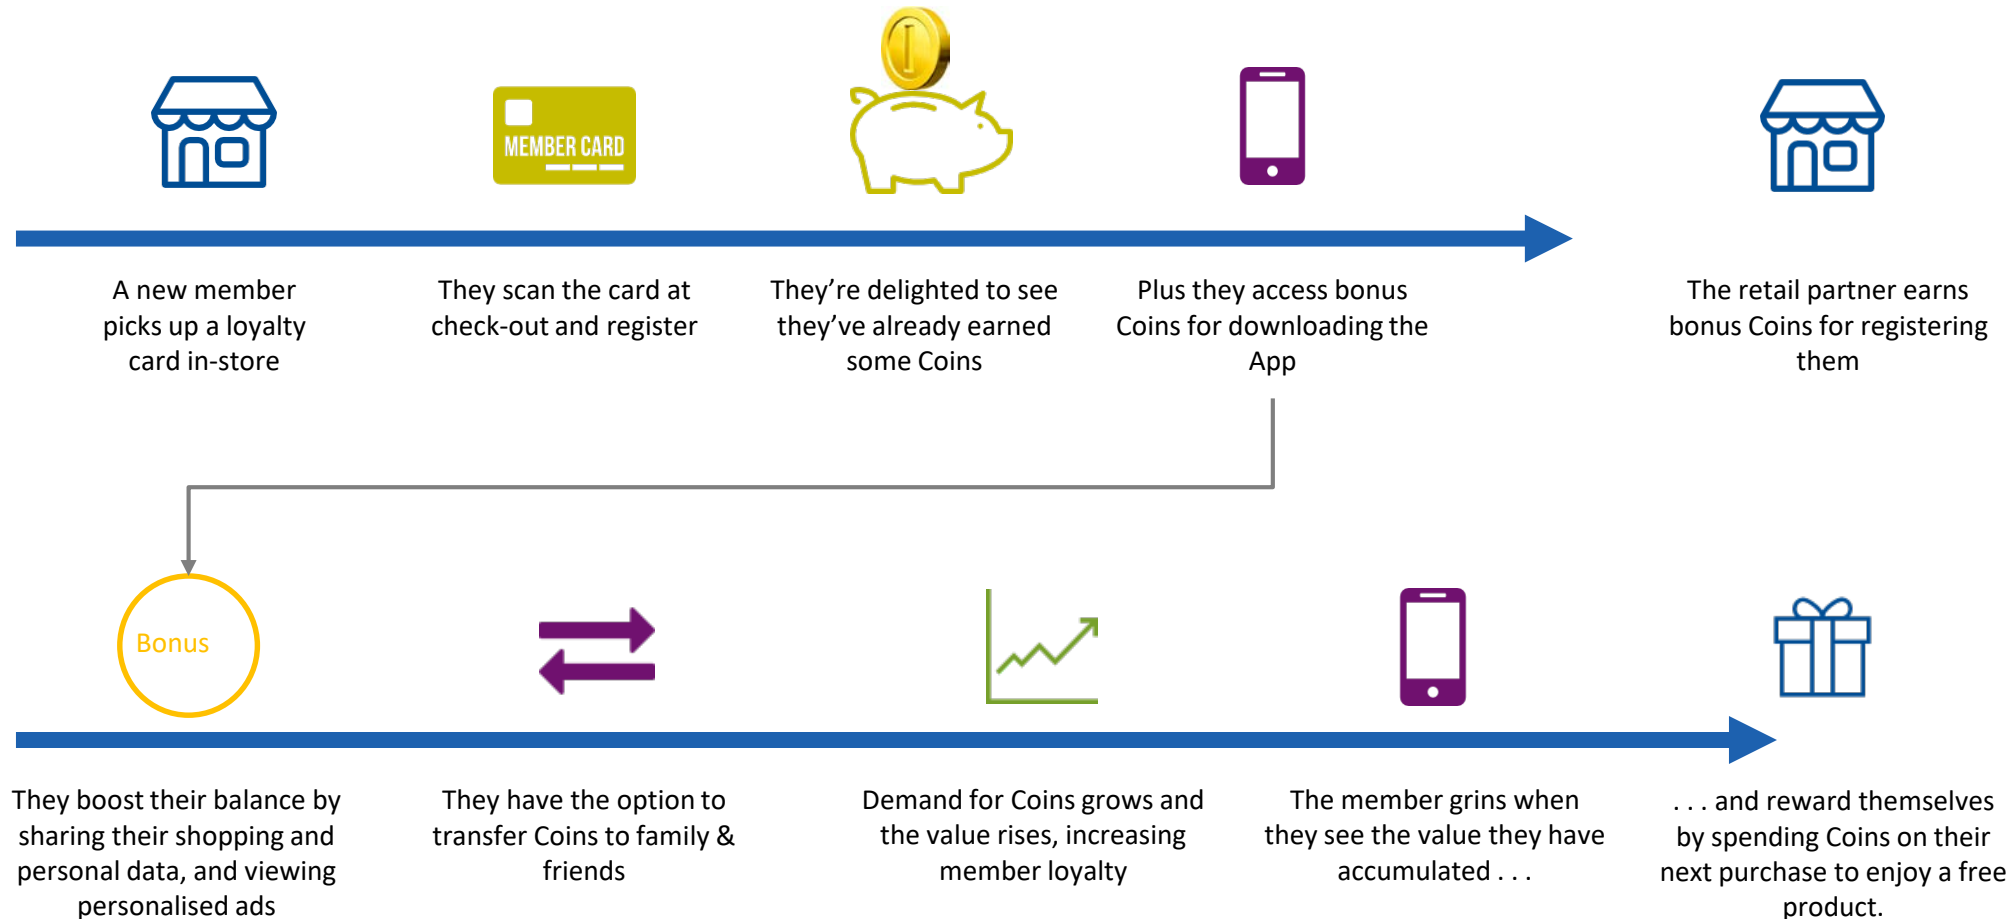 MEMBER CARD
A new member
picks up a loyalty
card in-store
They scan the card at
check-out and register
They’re delighted to see
they’ve already earned
some Coins
Plus they access bonus
Coins for downloading the
App
The retail partner earns
bonus Coins for registering
them
Bonus
They boost their balance by
sharing their shopping and
personal data, and viewing
personalised ads
They have the option to
transfer Coins to family &
friends
Demand for Coins grows and
the value rises, increasing
member loyalty
The member grins when
they see the value they have
accumulated . . .
. . . and reward themselves
by spending Coins on their
next purchase to enjoy a free
product.